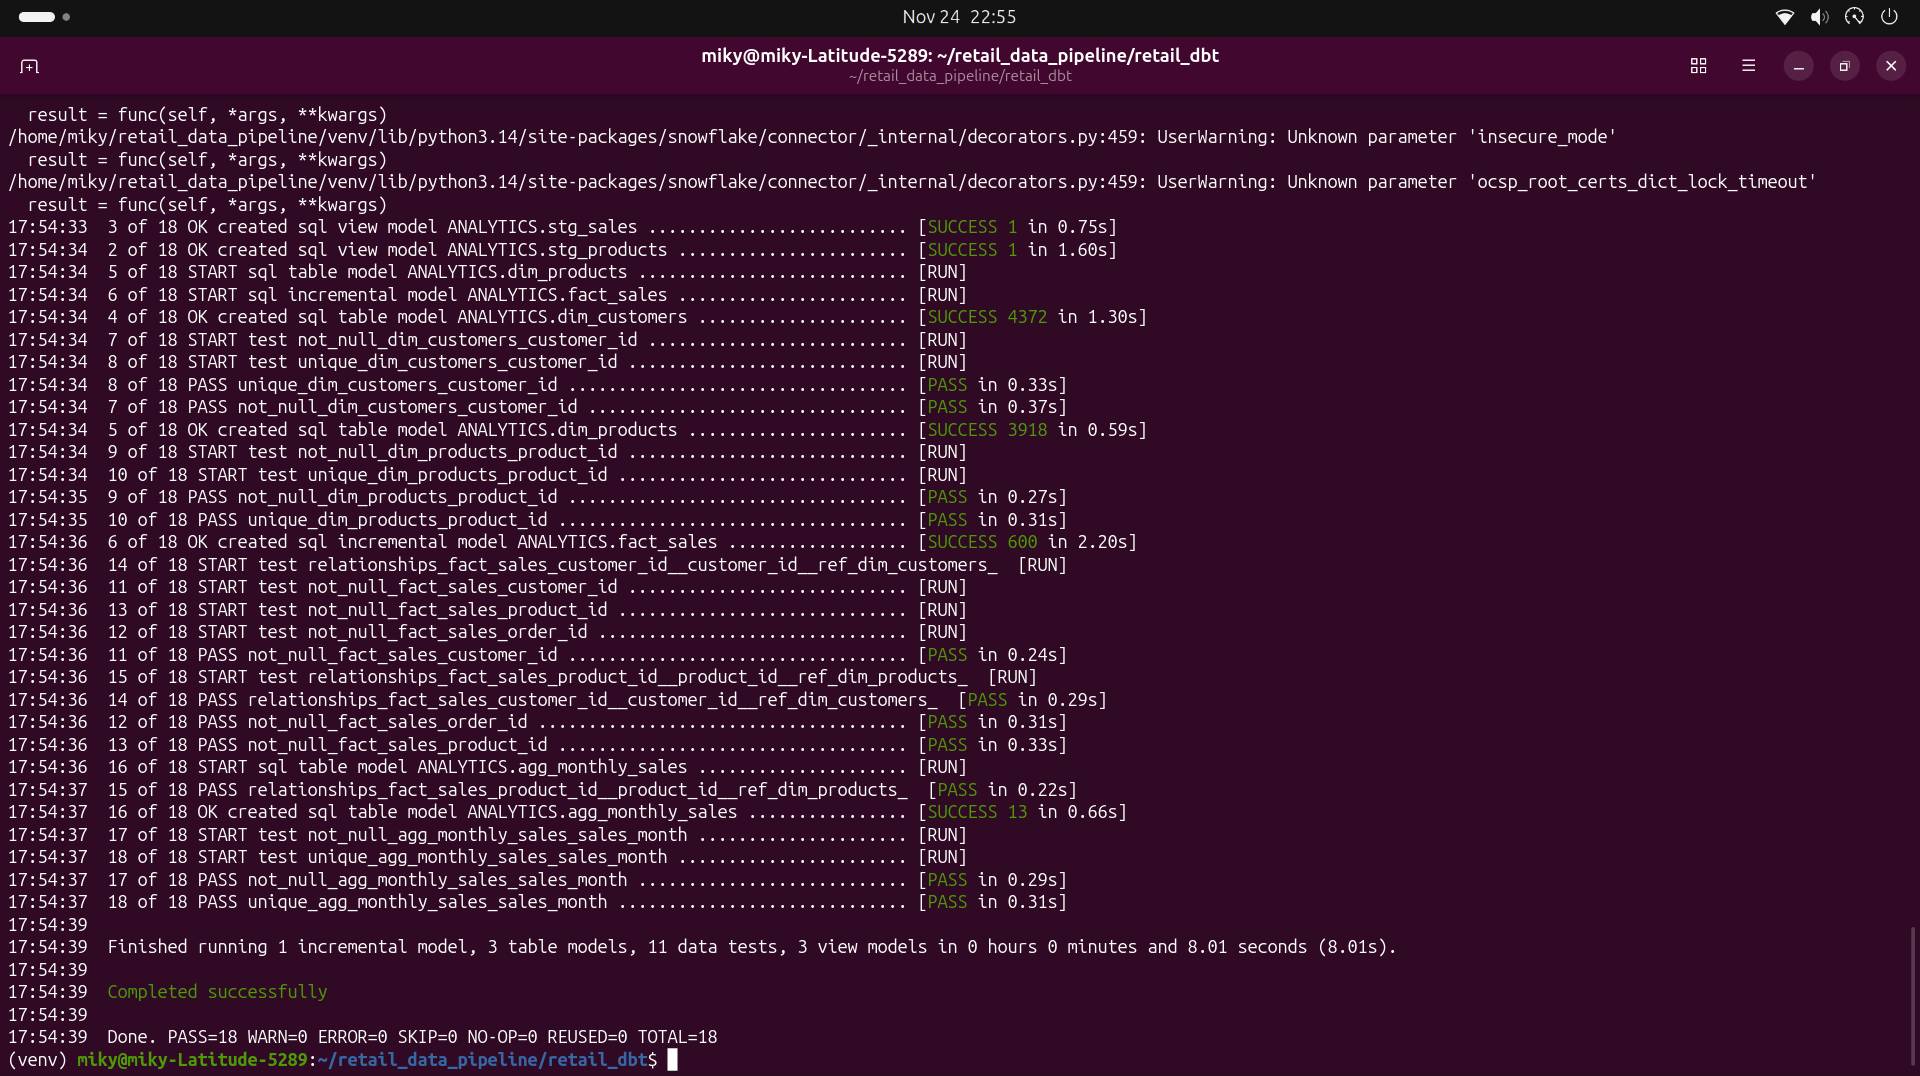 Nov 24 22:55
miky@miky-Latitude-5289: ~/retail_data_pipeline/retail_dbt
~/retail_data_pipeline/retail_dbt
  result = func(self, *args, **kwargs)
/home/miky/retail_data_pipeline/venv/lib/python3.14/site-packages/snowflake/connector/_internal/decorators.py:459: UserWarning: Unknown parameter 'insecure_mode'
  result = func(self, *args, **kwargs)
/home/miky/retail_data_pipeline/venv/lib/python3.14/site-packages/snowflake/connector/_internal/decorators.py:459: UserWarning: Unknown parameter 'ocsp_root_certs_dict_lock_timeout'
  result = func(self, *args, **kwargs)
17:54:33  3 of 18 OK created sql view model ANALYTICS.stg_sales .......................... [SUCCESS 1 in 0.75s]
17:54:34  2 of 18 OK created sql view model ANALYTICS.stg_products ....................... [SUCCESS 1 in 1.60s]
17:54:34  5 of 18 START sql table model ANALYTICS.dim_products ........................... [RUN]
17:54:34  6 of 18 START sql incremental model ANALYTICS.fact_sales ....................... [RUN]
17:54:34  4 of 18 OK created sql table model ANALYTICS.dim_customers ..................... [SUCCESS 4372 in 1.30s]
17:54:34  7 of 18 START test not_null_dim_customers_customer_id .......................... [RUN]
17:54:34  8 of 18 START test unique_dim_customers_customer_id ............................ [RUN]
17:54:34  8 of 18 PASS unique_dim_customers_customer_id .................................. [PASS in 0.33s]
17:54:34  7 of 18 PASS not_null_dim_customers_customer_id ................................ [PASS in 0.37s]
17:54:34  5 of 18 OK created sql table model ANALYTICS.dim_products ...................... [SUCCESS 3918 in 0.59s]
17:54:34  9 of 18 START test not_null_dim_products_product_id ............................ [RUN]
17:54:34  10 of 18 START test unique_dim_products_product_id ............................. [RUN]
17:54:35  9 of 18 PASS not_null_dim_products_product_id .................................. [PASS in 0.27s]
17:54:35  10 of 18 PASS unique_dim_products_product_id ................................... [PASS in 0.31s]
17:54:36  6 of 18 OK created sql incremental model ANALYTICS.fact_sales .................. [SUCCESS 600 in 2.20s]
17:54:36  14 of 18 START test relationships_fact_sales_customer_id__customer_id__ref_dim_customers_  [RUN]
17:54:36  11 of 18 START test not_null_fact_sales_customer_id ............................ [RUN]
17:54:36  13 of 18 START test not_null_fact_sales_product_id ............................. [RUN]
17:54:36  12 of 18 START test not_null_fact_sales_order_id ............................... [RUN]
17:54:36  11 of 18 PASS not_null_fact_sales_customer_id .................................. [PASS in 0.24s]
17:54:36  15 of 18 START test relationships_fact_sales_product_id__product_id__ref_dim_products_  [RUN]
17:54:36  14 of 18 PASS relationships_fact_sales_customer_id__customer_id__ref_dim_customers_  [PASS in 0.29s]
17:54:36  12 of 18 PASS not_null_fact_sales_order_id ..................................... [PASS in 0.31s]
17:54:36  13 of 18 PASS not_null_fact_sales_product_id ................................... [PASS in 0.33s]
17:54:36  16 of 18 START sql table model ANALYTICS.agg_monthly_sales ..................... [RUN]
17:54:37  15 of 18 PASS relationships_fact_sales_product_id__product_id__ref_dim_products_  [PASS in 0.22s]
17:54:37  16 of 18 OK created sql table model ANALYTICS.agg_monthly_sales ................ [SUCCESS 13 in 0.66s]
17:54:37  17 of 18 START test not_null_agg_monthly_sales_sales_month ..................... [RUN]
17:54:37  18 of 18 START test unique_agg_monthly_sales_sales_month ....................... [RUN]
17:54:37  17 of 18 PASS not_null_agg_monthly_sales_sales_month ........................... [PASS in 0.29s]
17:54:37  18 of 18 PASS unique_agg_monthly_sales_sales_month ............................. [PASS in 0.31s]
17:54:39
17:54:39  Finished running 1 incremental model, 3 table models, 11 data tests, 3 view models in 0 hours 0 minutes and 8.01 seconds (8.01s).
17:54:39
17:54:39  Completed successfully
17:54:39
17:54:39  Done. PASS=18 WARN=0 ERROR=0 SKIP=0 NO-OP=0 REUSED=0 TOTAL=18
(venv) miky@miky-Latitude-5289:~/retail_data_pipeline/retail_dbt$